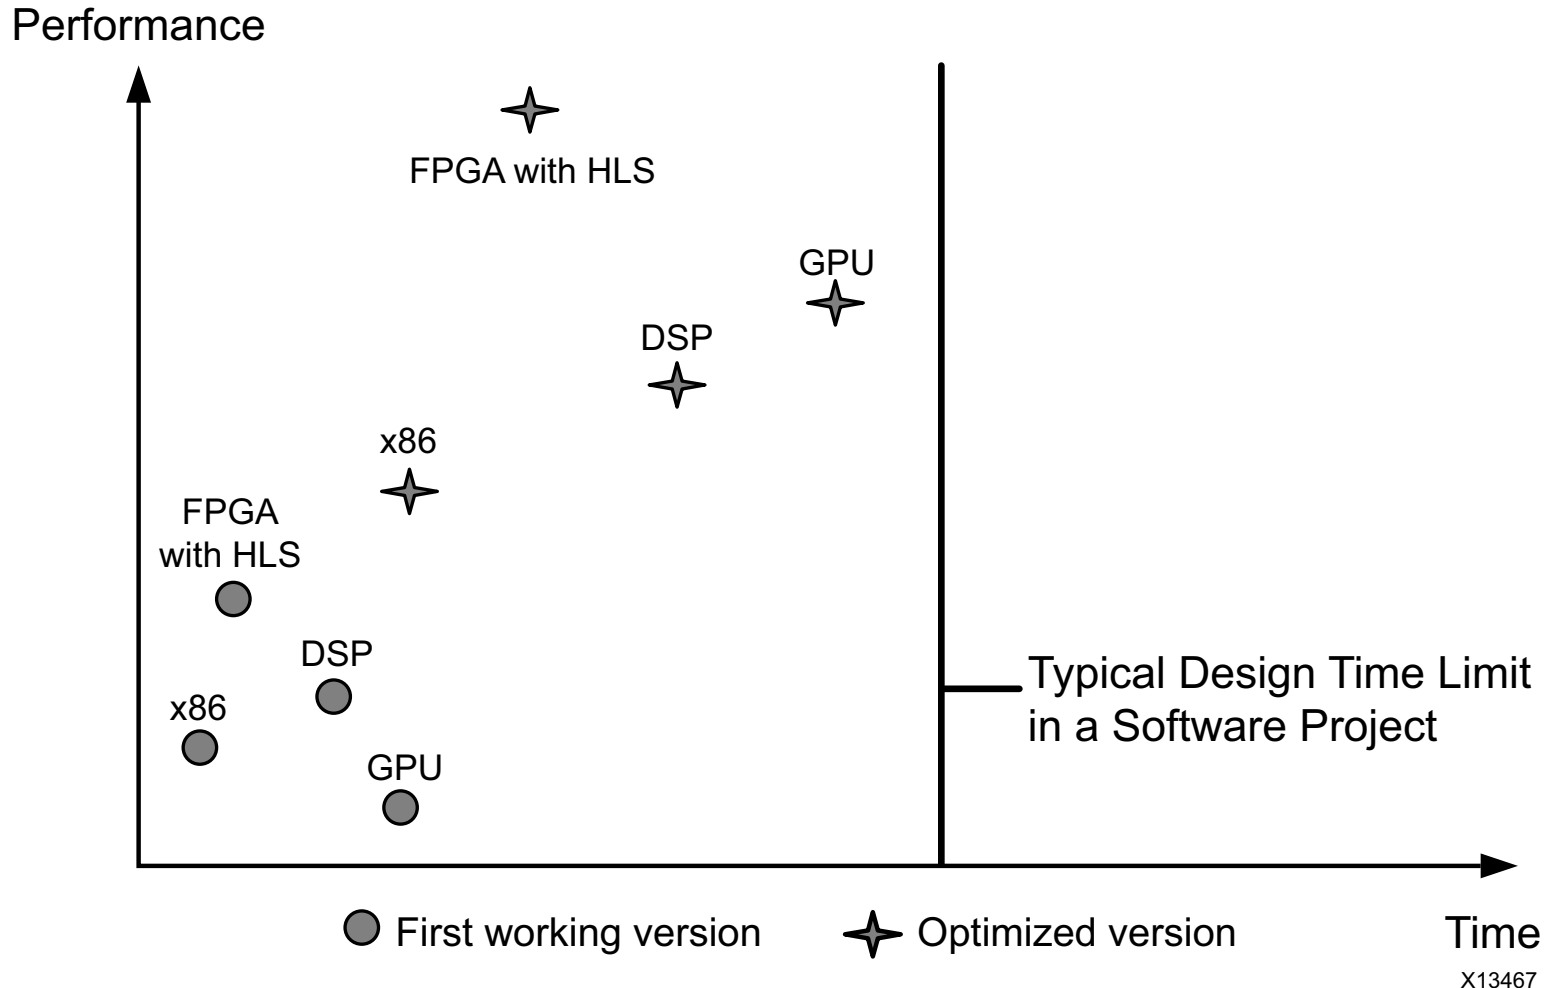 Performance
FPGA with HLS
GPU
DSP
x86
FPGA
with HLS
DSP
x86
GPU
Typical Design Time Limit
in a Software Project
First working version
Optimized version
Time
X13467